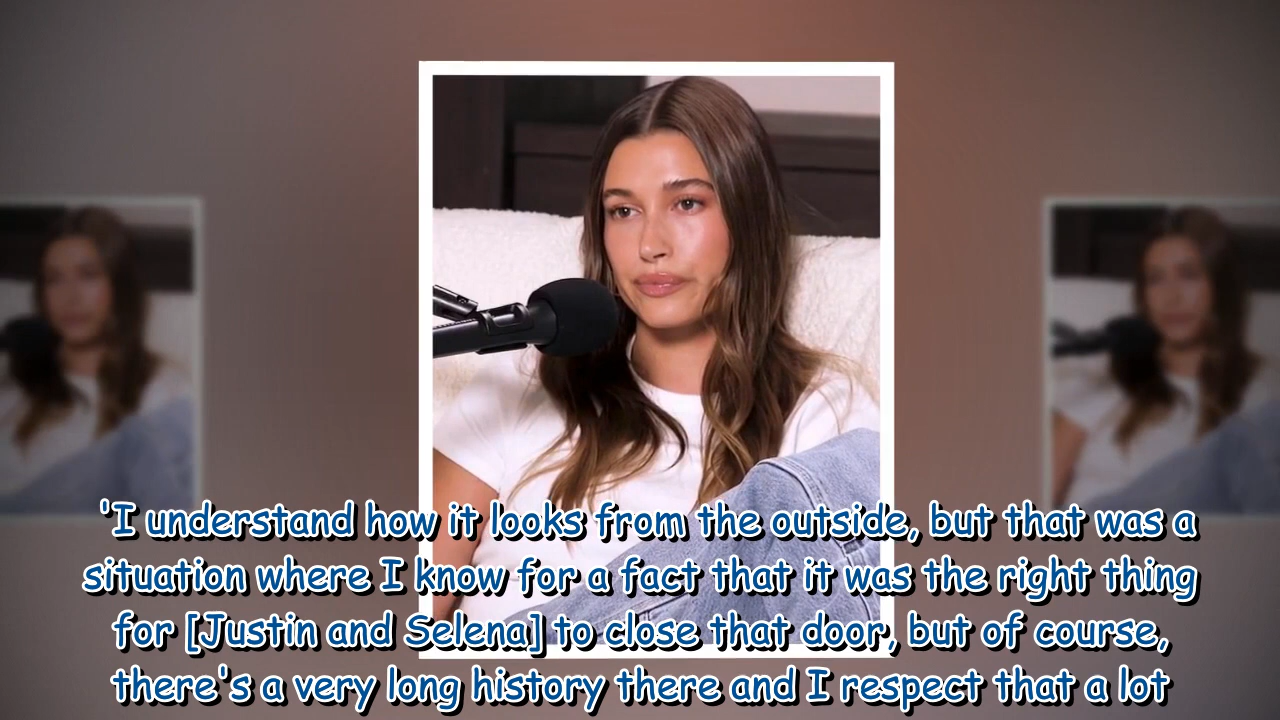 'I understand how it looks from the outside, but that was a
situation where I know for a fact that it was the right thing
for [Justin and Selena] to close that door, but of course,
there's a very long history there and I respect that a lot